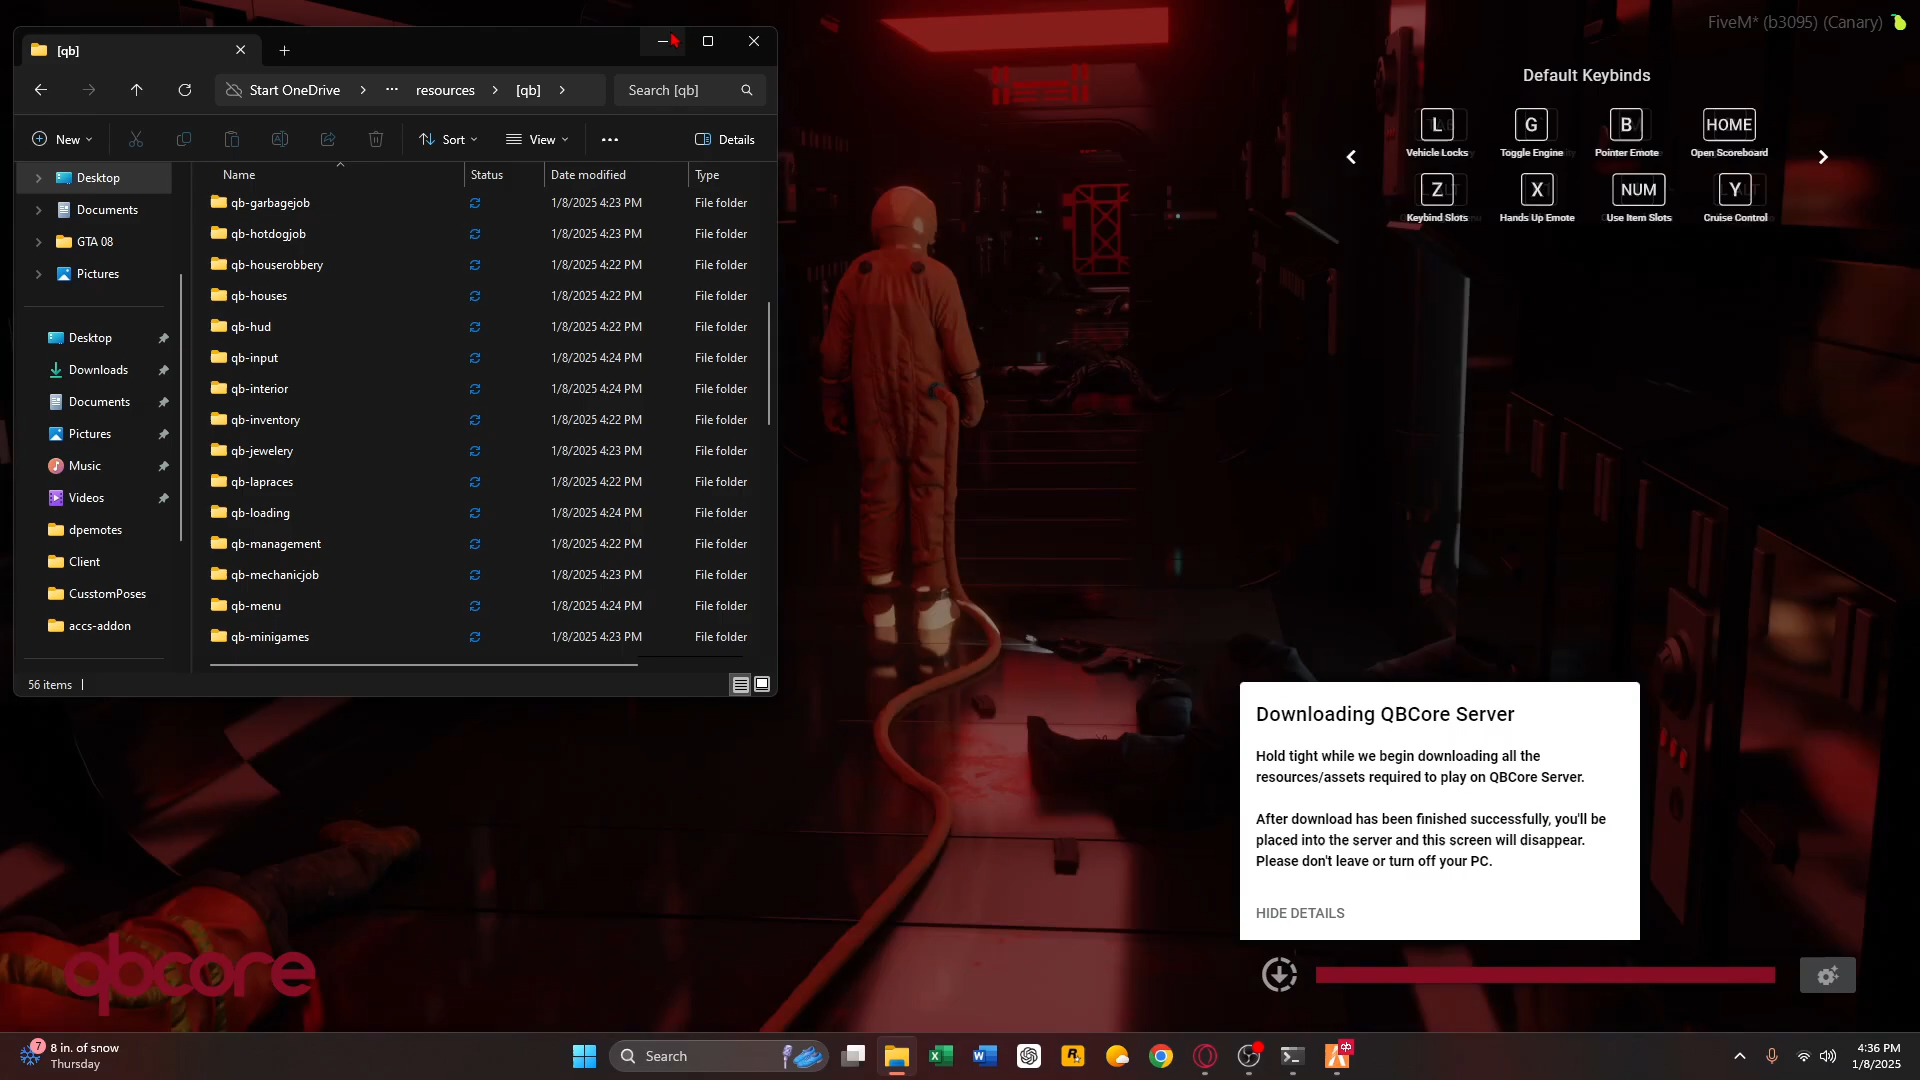 [qb]
Start OneDrive
resources
[qb]
Search [qb]
New
Sort
View
Details
Desktop
Documents
GTA 08
Pictures
Desktop
Downloads
Documents
Pictures
Music
Videos
dpemotes
Client
CusstomPoses
accs-addon
Name Status Date modified Type
qb-garbagejob 1/8/2025 4:23 PM File folder
qb-hotdogjob 1/8/2025 4:23 PM File folder
qb-houserobbery 1/8/2025 4:22 PM File folder
qb-houses 1/8/2025 4:22 PM File folder
qb-hud 1/8/2025 4:22 PM File folder
qb-input 1/8/2025 4:24 PM File folder
qb-interior 1/8/2025 4:24 PM File folder
qb-inventory 1/8/2025 4:22 PM File folder
qb-jewelery 1/8/2025 4:23 PM File folder
qb-lapraces 1/8/2025 4:22 PM File folder
qb-loading 1/8/2025 4:24 PM File folder
qb-management 1/8/2025 4:22 PM File folder
qb-mechanicjob 1/8/2025 4:23 PM File folder
qb-menu 1/8/2025 4:24 PM File folder
qb-minigames 1/8/2025 4:23 PM File folder
56 items
FiveM* (b3095) (Canary)
Default Keybinds
L G B HOME
Vehicle Locks Toggle Engine Pointer Emote Open Scoreboard
Z X NUM Y
Keybind Slots Hands Up Emote Use Item Slots Cruise Control
Downloading QBCore Server
Hold tight while we begin downloading all the
resources/assets required to play on QBCore Server.
After download has been finished successfully, you'll be
placed into the server and this screen will disappear.
Please don't leave or turn off your PC.
HIDE DETAILS
qbcore
7
8 in. of snow
Thursday
Search
4:36 PM
1/8/2025